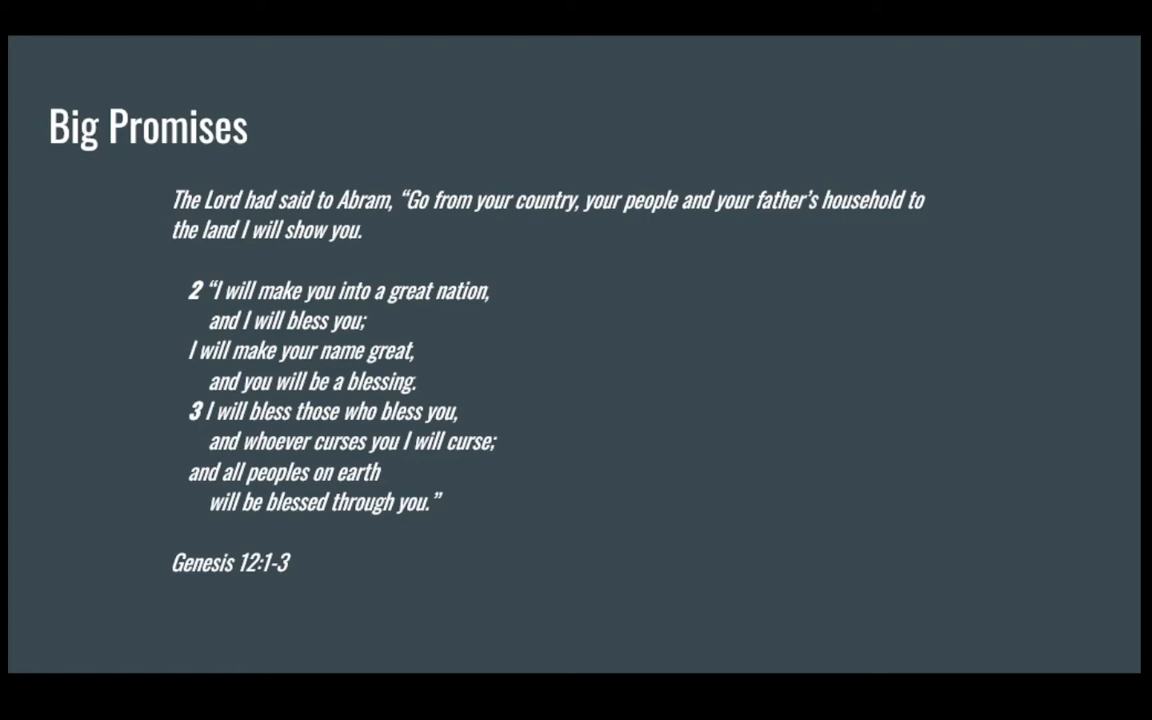 Big Promises
The Lord had said to Abram, “Go from your country, your people and your father’s household to
the land I will show you.
2 “I will make you into a great nation,
and I will bless you;
I will make your name great,
and you will be a blessing.
3 I will bless those who bless you,
and whoever curses you I will curse;
and all peoples on earth
will be blessed through you.”
Genesis 12:1-3